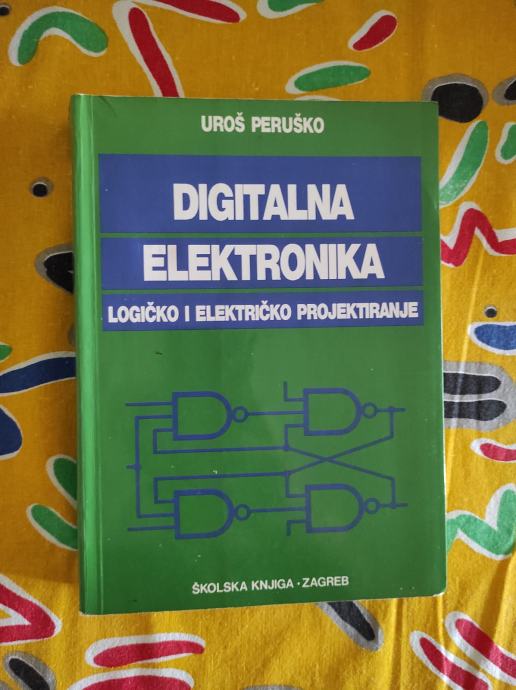 UROŠ PERUŠKO
DIGITALNA
ELEKTRONIKA
LOGIČKO I ELEKTRIČKO PROJEKTIRANJE
ŠKOLSKA KNJIGA · ZAGREB